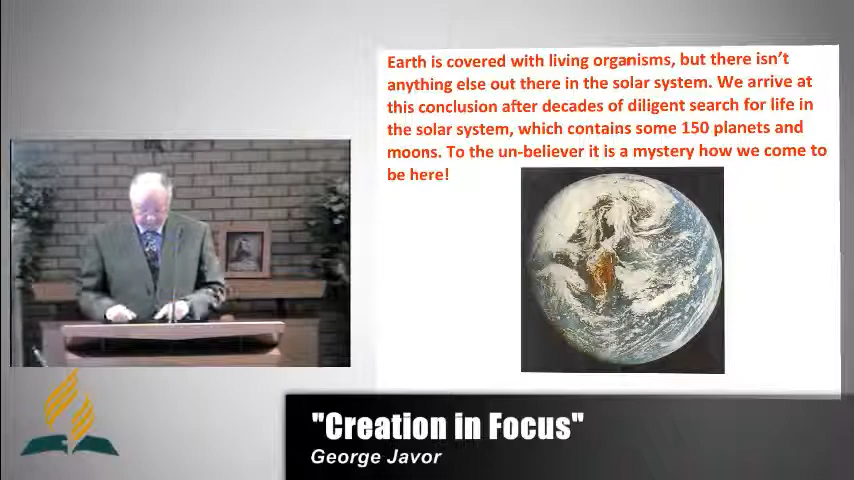 Earth is covered with living organisms, but there isn't
anything else out there in the solar system. We arrive at
this conclusion after decades of diligent search for life in
the solar system, which contains some 150 planets and
moons. To the un-believer it is a mystery how we come to
be here!
"Creation in Focus"
George Javor